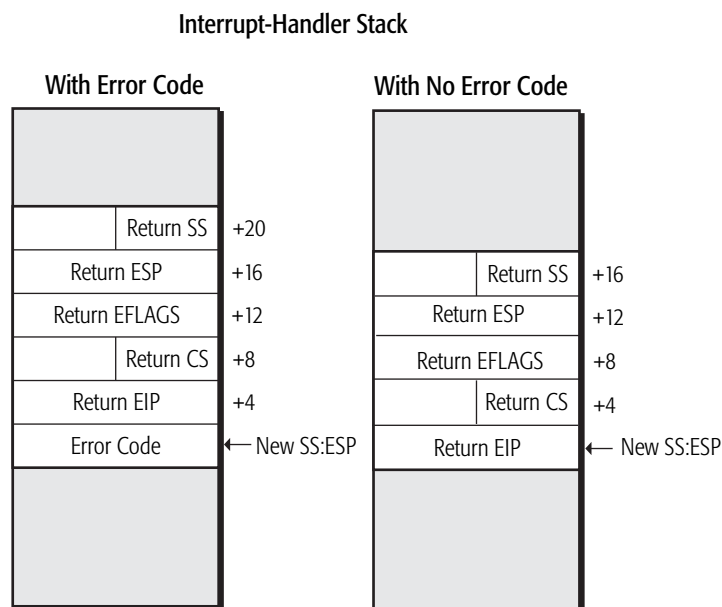 Interrupt-Handler Stack
With Error Code
Return SS +20
Return ESP +16
Return EFLAGS +12
Return CS +8
Return EIP +4
Error Code New SS:ESP
With No Error Code
Return SS +16
Return ESP +12
Return EFLAGS +8
Return CS +4
Return EIP New SS:ESP